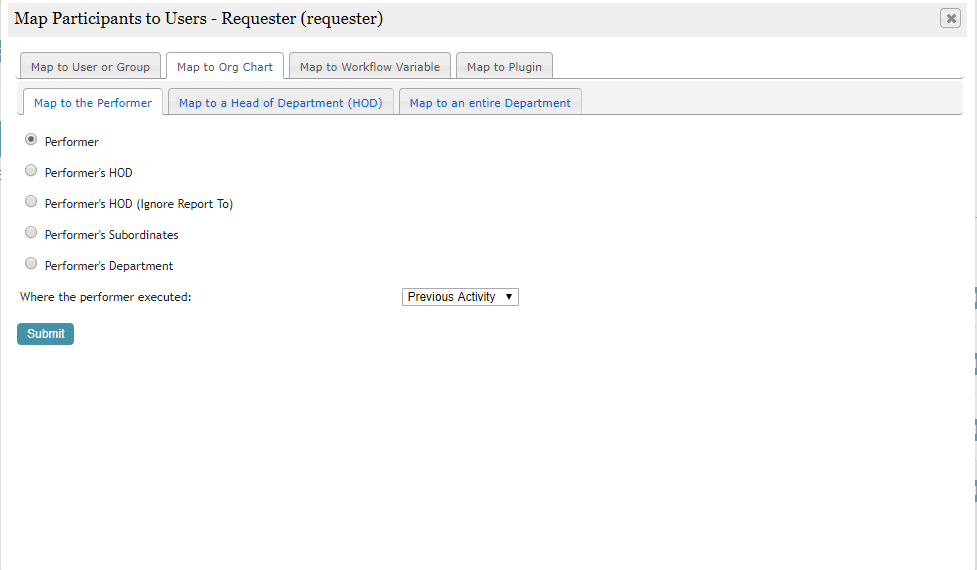 Map Participants to Users - Requester (requester)
Map to User or Group Map to Org Chart Map to Workflow Variable Map to Plugin
Map to the Performer Map to a Head of Department (HOD) Map to an entire Department
Performer
Performer's HOD
Performer's HOD (Ignore Report To)
Performer's Subordinates
Performer's Department
Where the performer executed: Previous Activity
Submit